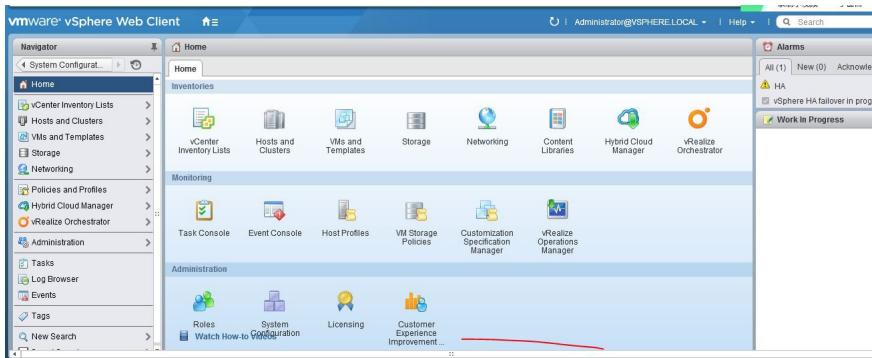 vmware® vSphere Web Client
Administrator@VSPHERE.LOCAL
Help
Search
Navigator
System Configurat...
Home
vCenter Inventory Lists
Hosts and Clusters
VMs and Templates
Storage
Networking
Policies and Profiles
Hybrid Cloud Manager
vRealize Orchestrator
Administration
Tasks
Log Browser
Events
Tags
New Search
Home
Home
Inventories
vCenter Inventory Lists
Hosts and Clusters
VMs and Templates
Storage
Networking
Content Libraries
Hybrid Cloud Manager
vRealize Orchestrator
Monitoring
Task Console
Event Console
Host Profiles
VM Storage Policies
Customization Specification Manager
vRealize Operations Manager
Administration
Roles
System Configuration
Licensing
Customer Experience Improvement ...
Watch How-to Videos
Alarms
All (1) New (0) Acknowle
HA
vSphere HA failover in prog
Work In Progress